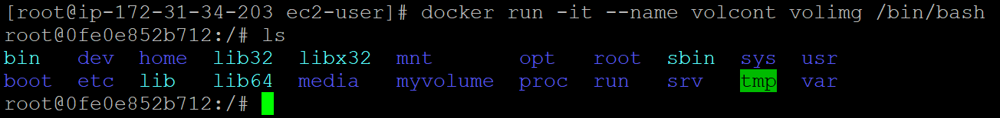 [root@ip-172-31-34-203 ec2-user]# docker run -it --name volcont volimg /bin/bash
root@0fe0e852b712:/# ls
bin dev home lib32 libx32 mnt opt root sbin sys usr
boot etc lib lib64 media myvolume proc run srv tmp var
root@0fe0e852b712:/#